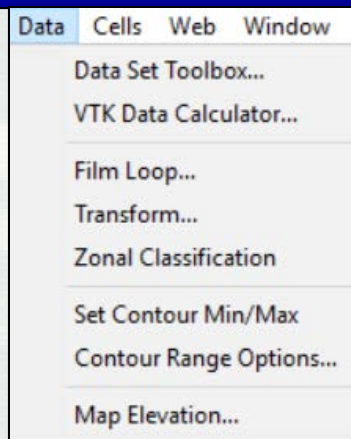 Data Cells Web Window
Data Set Toolbox...
VTK Data Calculator...
Film Loop...
Transform...
Zonal Classification
Set Contour Min/Max
Contour Range Options...
Map Elevation...